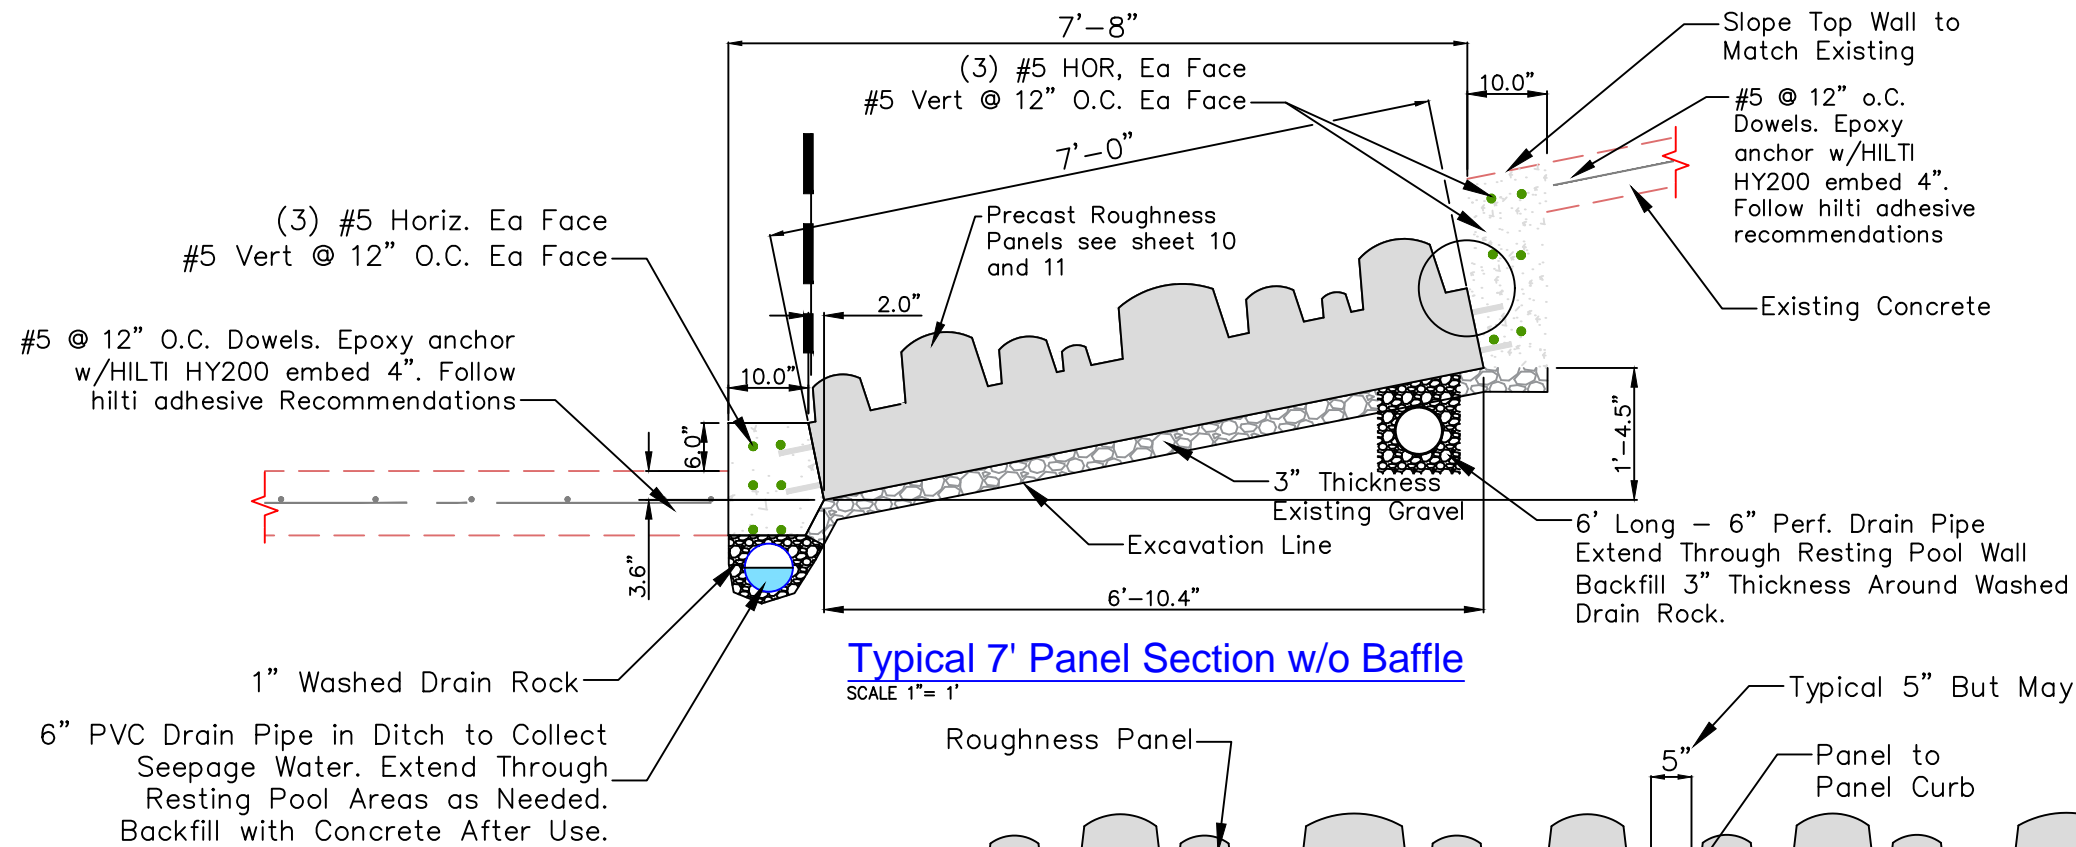 7'-8"
Slope Top Wall to
Match Existing
(3) #5 HOR, Ea Face
#5 Vert @ 12" O.C. Ea Face
10.0"
#5 @ 12" o.C.
Dowels. Epoxy
anchor w/HILTI
HY200 embed 4".
Follow hilti adhesive
recommendations
7'-0"
(3) #5 Horiz. Ea Face
#5 Vert @ 12" O.C. Ea Face
Precast Roughness
Panels see sheet 10
and 11
2.0"
Existing Concrete
#5 @ 12" O.C. Dowels. Epoxy anchor
w/HILTI HY200 embed 4". Follow
hilti adhesive Recommendations
10.0"
6.0"
1'-4.5"
3" Thickness
Existing Gravel
3.6"
Excavation Line
6' Long - 6" Perf. Drain Pipe
Extend Through Resting Pool Wall
Backfill 3" Thickness Around Washed
Drain Rock.
6'-10.4"
Typical 7' Panel Section w/o Baffle
SCALE 1"= 1'
1" Washed Drain Rock
Typical 5" But May
6" PVC Drain Pipe in Ditch to Collect
Seepage Water. Extend Through
Resting Pool Areas as Needed.
Backfill with Concrete After Use.
Roughness Panel
5"
Panel to
Panel Curb